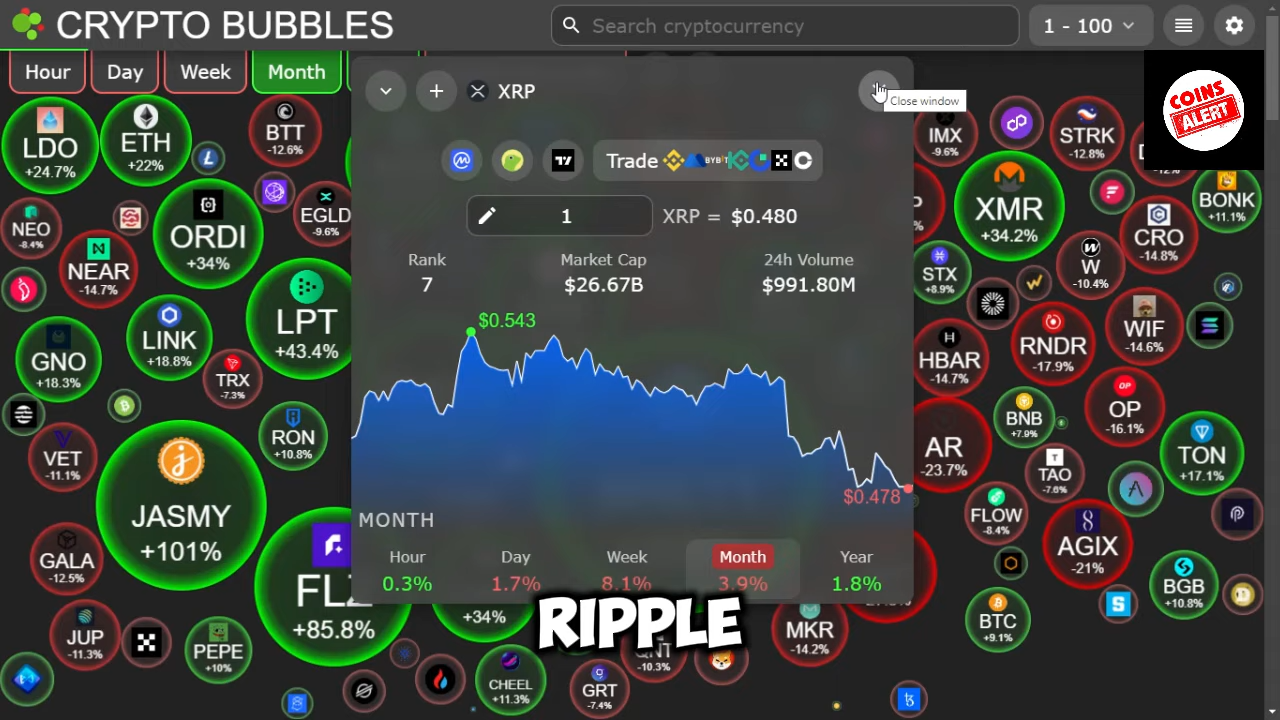 CRYPTO BUBBLES
Search cryptocurrency
1 - 100
Hour
Day
Week
Month
XRP
Close window
COINS
ALERT
Trade
BYBIT
1
XRP = $0.480
Rank
Market Cap
24h Volume
7
$26.67B
$991.80M
$0.543
$0.478
MONTH
Hour
Day
Week
Month
Year
0.3%
1.7%
8.1%
3.9%
1.8%
RIPPLE
LDO
+24.7%
ETH
+22%
BTT
-12.6%
NEO
-8.4%
ORDI
+34%
EGLD
-9.6%
NEAR
-14.7%
LPT
+43.4%
LINK
+18.8%
GNO
+18.3%
TRX
-7.3%
RON
+10.8%
VET
-11.1%
JASMY
+101%
GALA
-12.5%
FLZ
+85.8%
JUP
-11.3%
PEPE
+10%
+34%
CHEEL
+11.3%
GRT
-7.4%
-10.3%
MKR
-14.2%
IMX
-9.6%
STRK
-12.8%
XMR
+34.2%
BONK
+11.1%
CRO
-14.8%
STX
+8.9%
W
-10.4%
WIF
-14.6%
HBAR
-14.7%
RNDR
-17.9%
BNB
+7.9%
OP
-16.1%
AR
-23.7%
TAO
-7.6%
TON
+17.1%
FLOW
-8.4%
AGIX
-21%
BGB
+10.8%
BTC
+9.1%